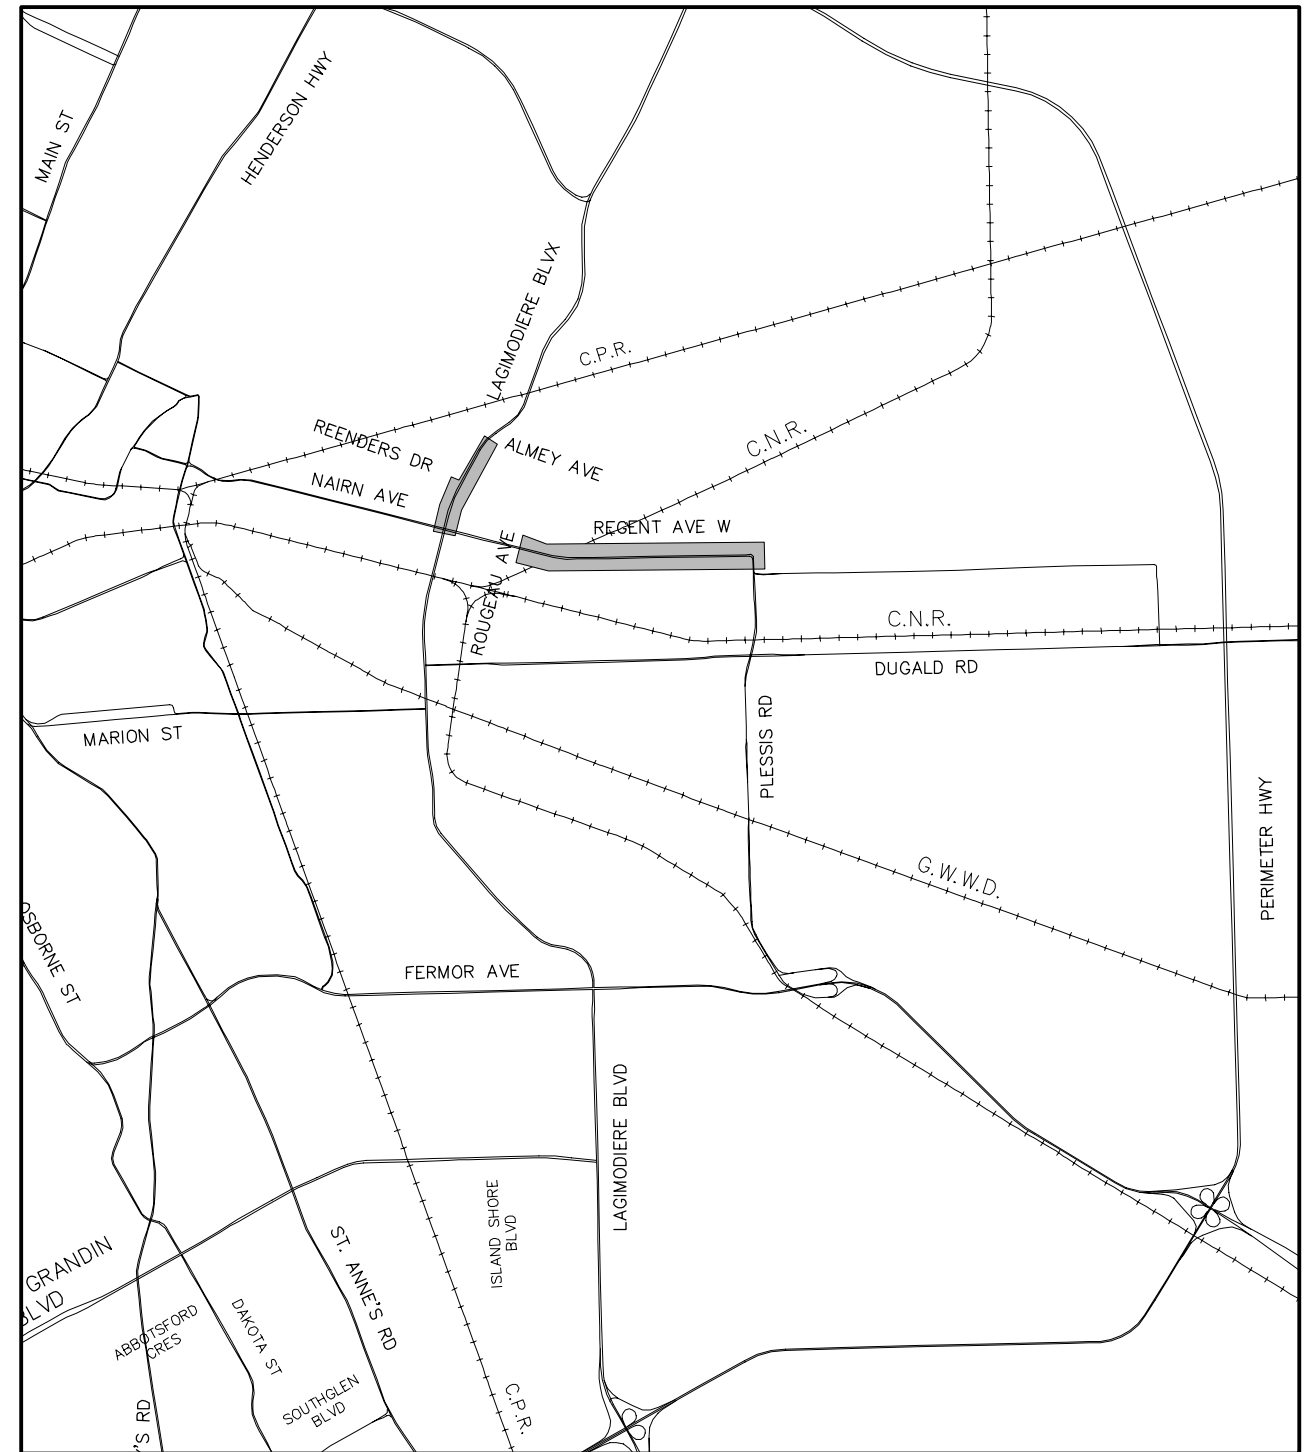 MAIN ST
HENDERSON HWY
LAGIMODIERE BLVX
C.P.R.
REENDERS DR
ALMEY AVE
C.N.R.
NAIRN AVE
REGENT AVE W
ROUGEAU AVE
C.N.R.
DUGALD RD
MARION ST
PLESSIS RD
PERIMETER HWY
G.W.W.D.
OSBORNE ST
FERMOR AVE
LAGIMODIERE BLVD
ISLAND SHORE
BLVD
GRANDIN
BLVD
ST. ANNE'S RD
ABBOTSFORD
CRES
DAKOTA ST
SOUTHGLEN
BLVD
C.P.R.
'S RD